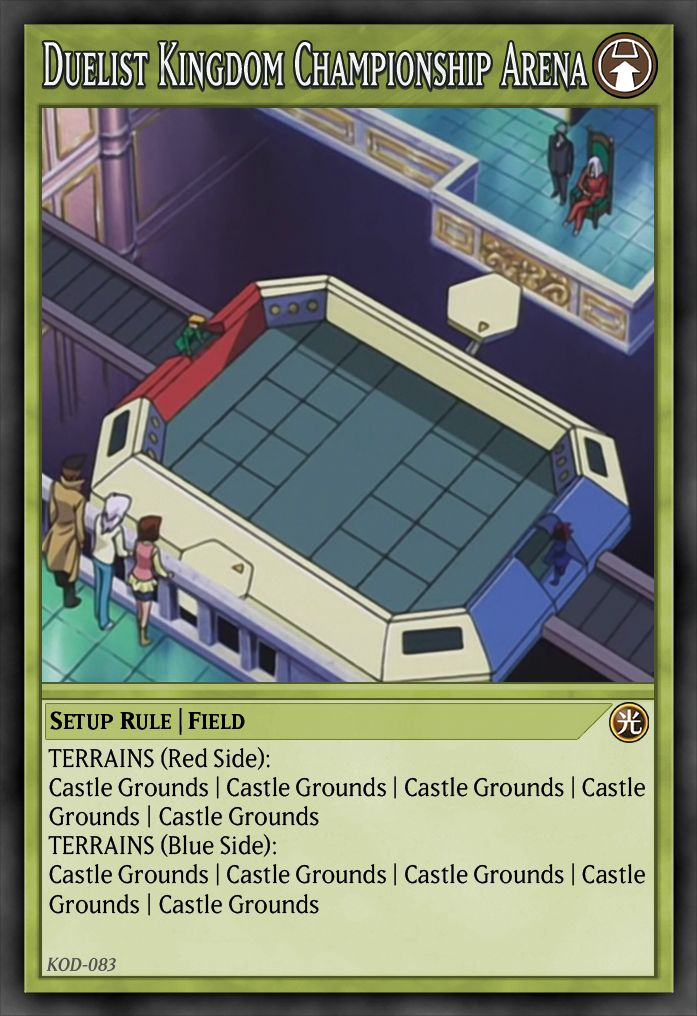 Duelist Kingdom Championship Arena
Setup Rule | Field
光
TERRAINS (Red Side):
Castle Grounds | Castle Grounds | Castle Grounds | Castle
Grounds | Castle Grounds
TERRAINS (Blue Side):
Castle Grounds | Castle Grounds | Castle Grounds | Castle
Grounds | Castle Grounds
KOD-083